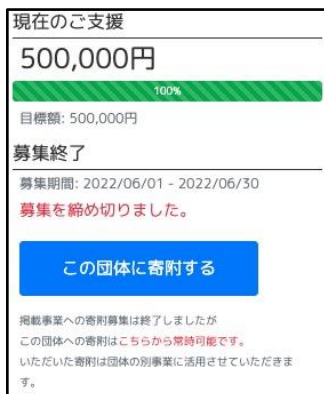 現在のご支援
500,000円
100%
目標額: 500,000円
募集終了
募集期間: 2022/06/01 - 2022/06/30
募集を締め切りました。
この団体に寄附する
掲載事業への寄附募集は終了しましたが
この団体への寄附はこちらから常時可能です。
いただいた寄附は団体の別事業に活用させていただきま
す。